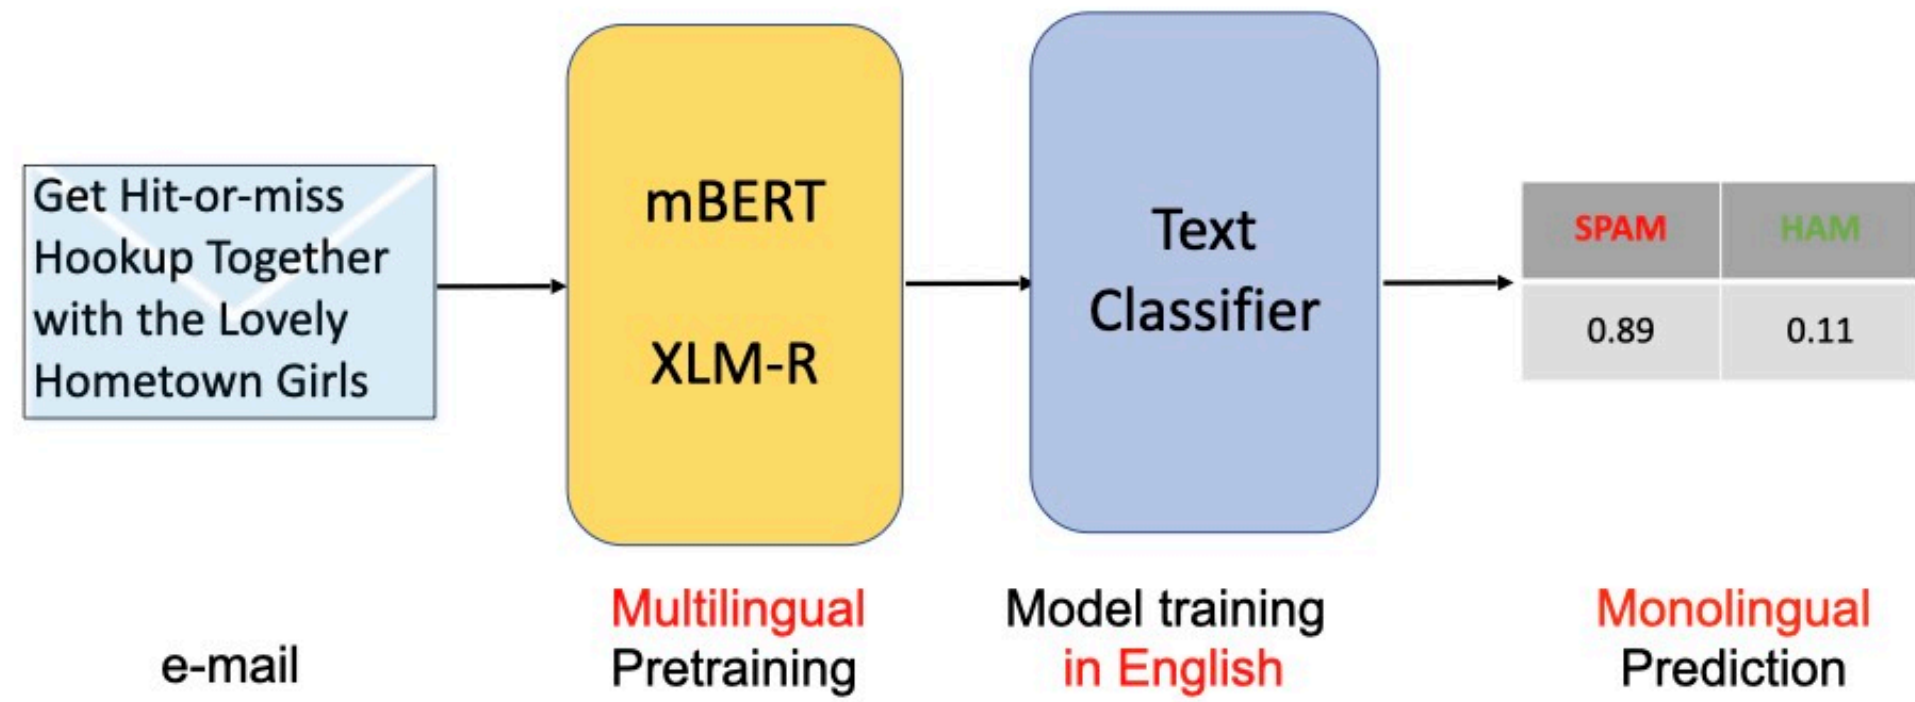 Get Hit-or-miss
Hookup Together
with the Lovely
Hometown Girls
mBERT
XLM-R
Text
Classifier
SPAM HAM
0.89 0.11
e-mail
Multilingual
Pretraining
Model training
in English
Monolingual
Prediction